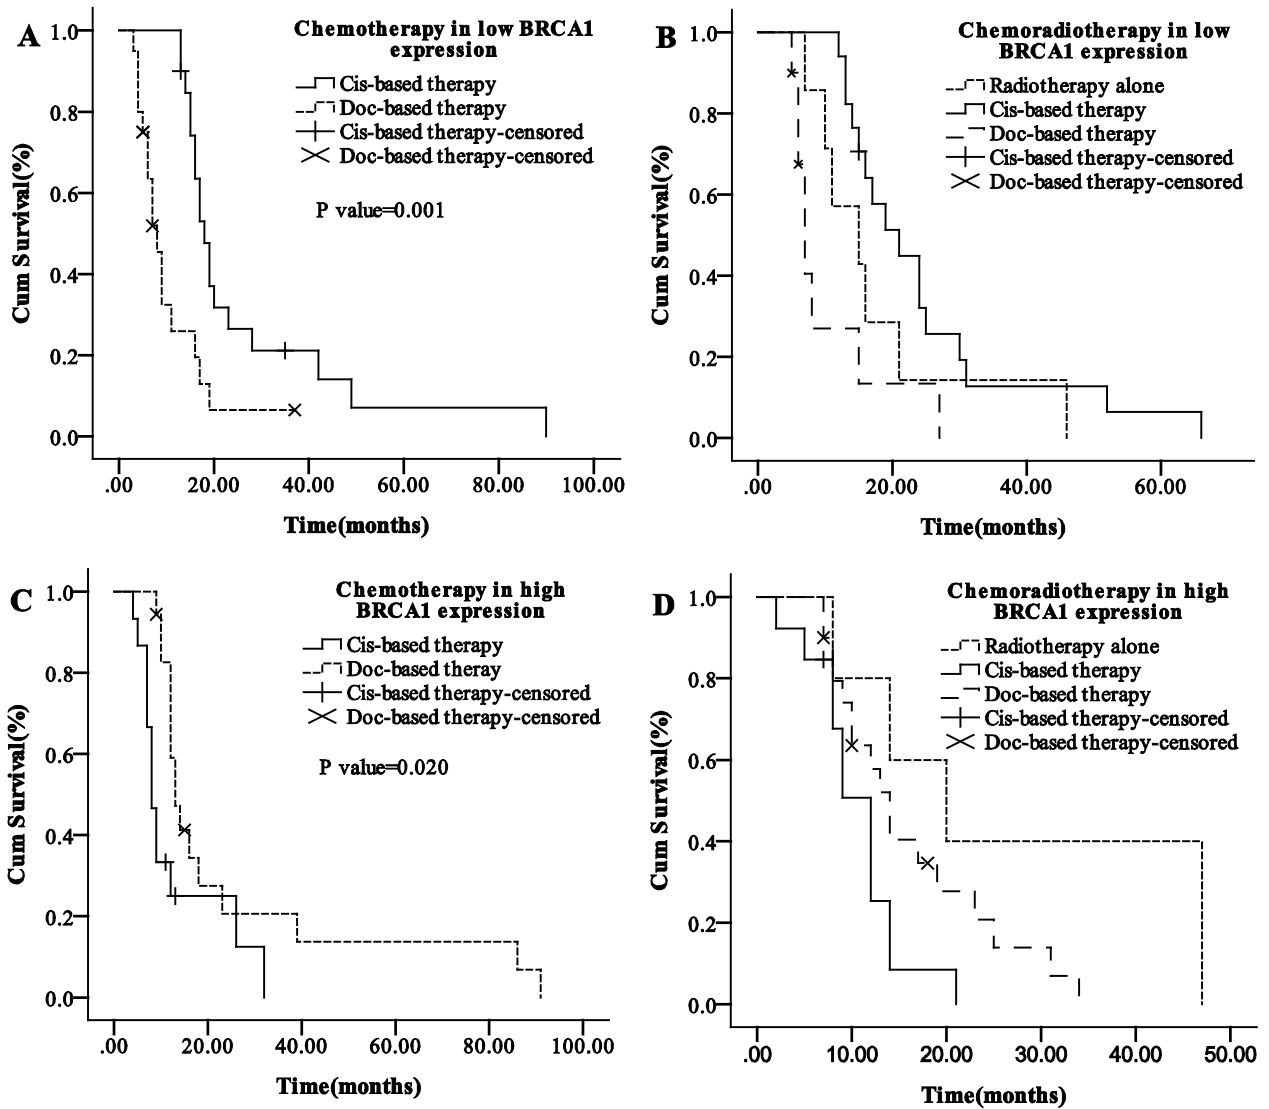 A
Chemotherapy in low BRCA1
expression
Cis-based therapy
Doc-based therapy
Cis-based therapy-censored
Doc-based therapy-censored
P value=0.001
Cum Survival(%)
1.0
0.8
0.6
0.4
0.2
0.0
.00 20.00 40.00 60.00 80.00 100.00
Time(months)
B
Chemoradiotherapy in low
BRCA1 expression
Radiotherapy alone
Cis-based therapy
Doc-based therapy
Cis-based therapy-censored
Doc-based therapy-censored
Cum Survival(%)
1.0
0.8
0.6
0.4
0.2
0.0
.00 20.00 40.00 60.00
Time(months)
C
Chemotherapy in high
BRCA1 expression
Cis-based therapy
Doc-based theray
Cis-based therapy-censored
Doc-based therapy-censored
P value=0.020
Cum Survival(%)
1.0
0.8
0.6
0.4
0.2
0.0
.00 20.00 40.00 60.00 80.00 100.00
Time(months)
D
Chemoradiotherapy in high
BRCA1 expression
Radiotherapy alone
Cis-based therapy
Doc-based therapy
Cis-based therapy-censored
Doc-based therapy-censored
Cum Survival(%)
1.0
0.8
0.6
0.4
0.2
0.0
.00 10.00 20.00 30.00 40.00 50.00
Time(months)